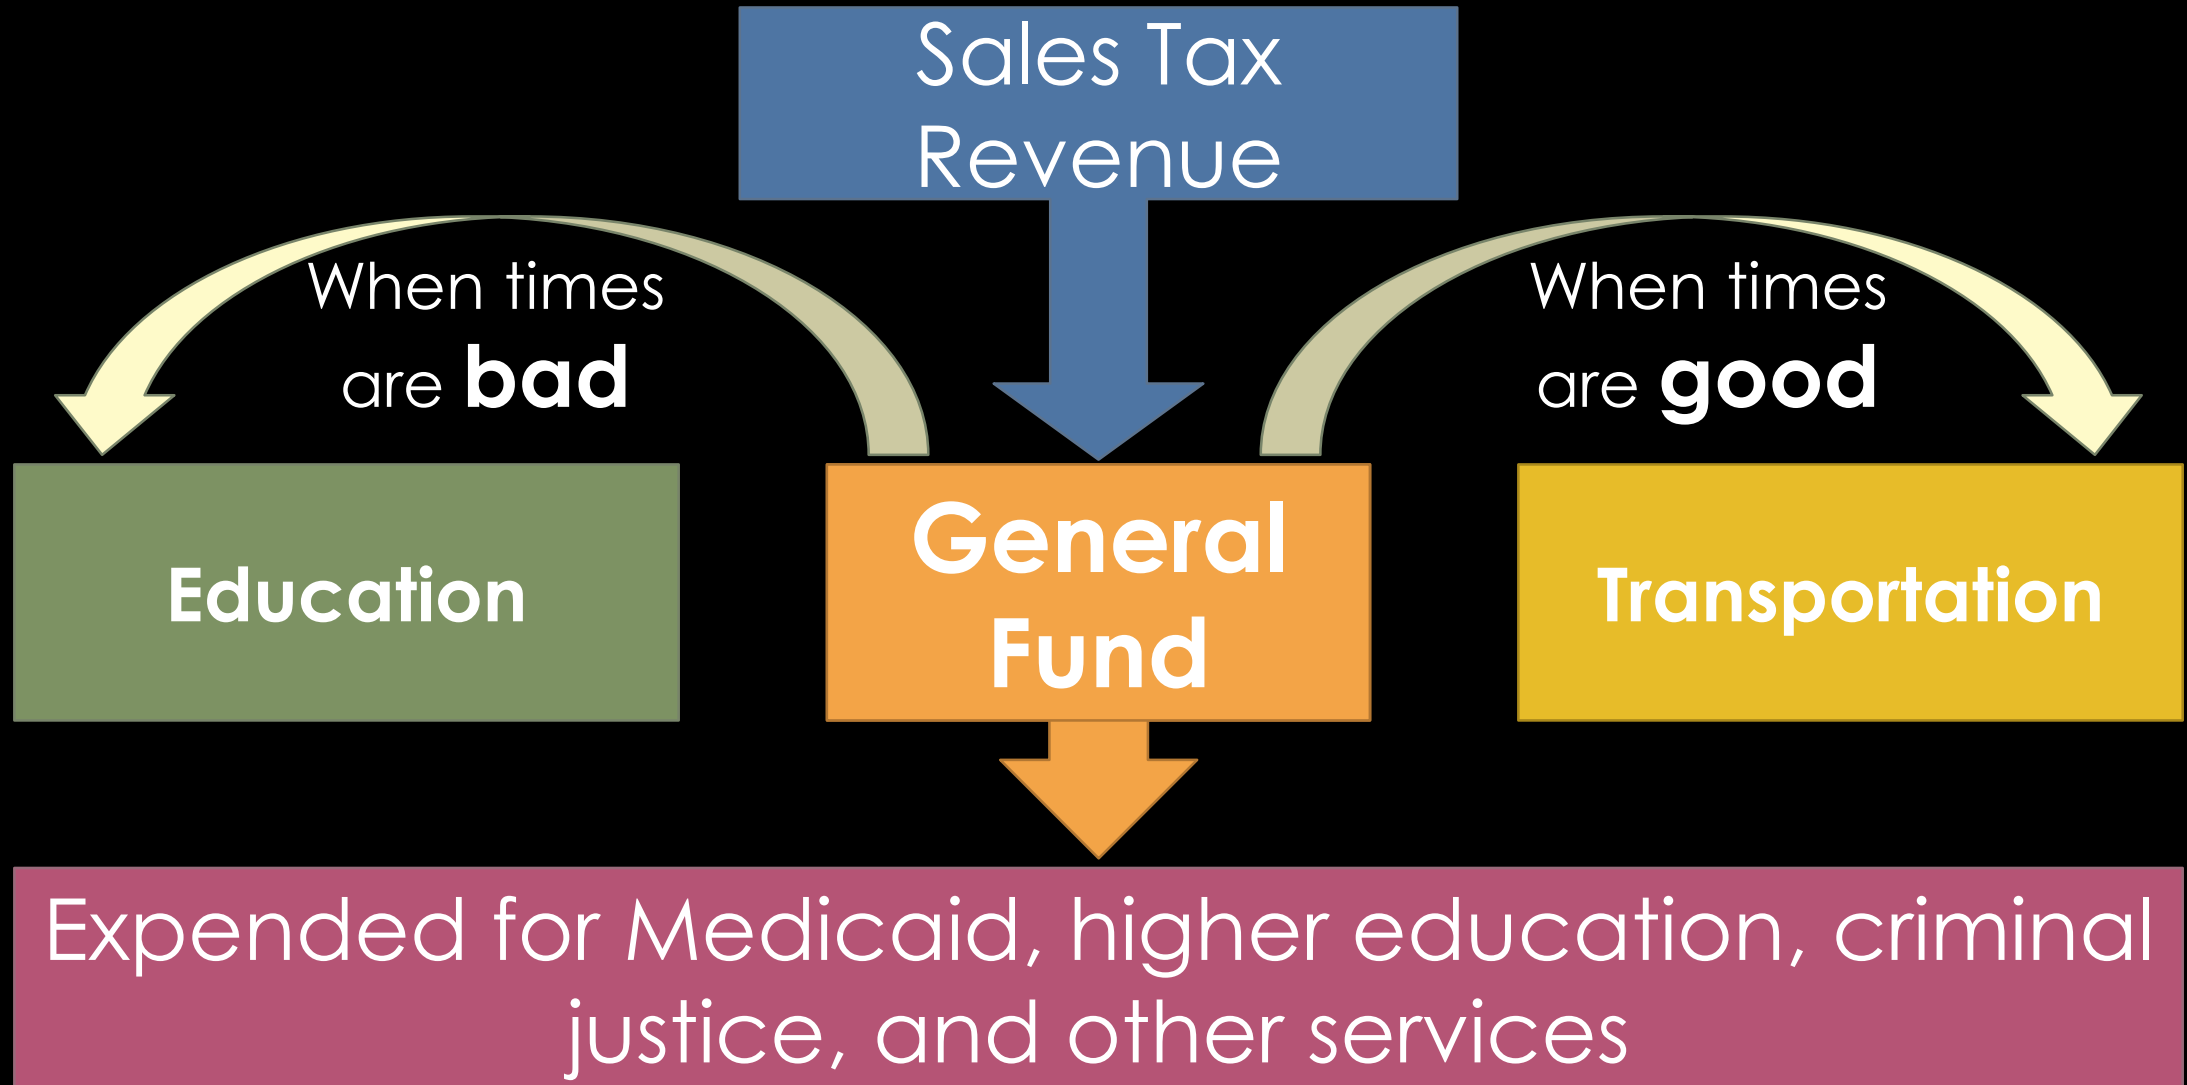 Sales Tax
Revenue
When times
are bad
When times
are good
Education
General
Fund
Transportation
Expended for Medicaid, higher education, criminal
justice, and other services